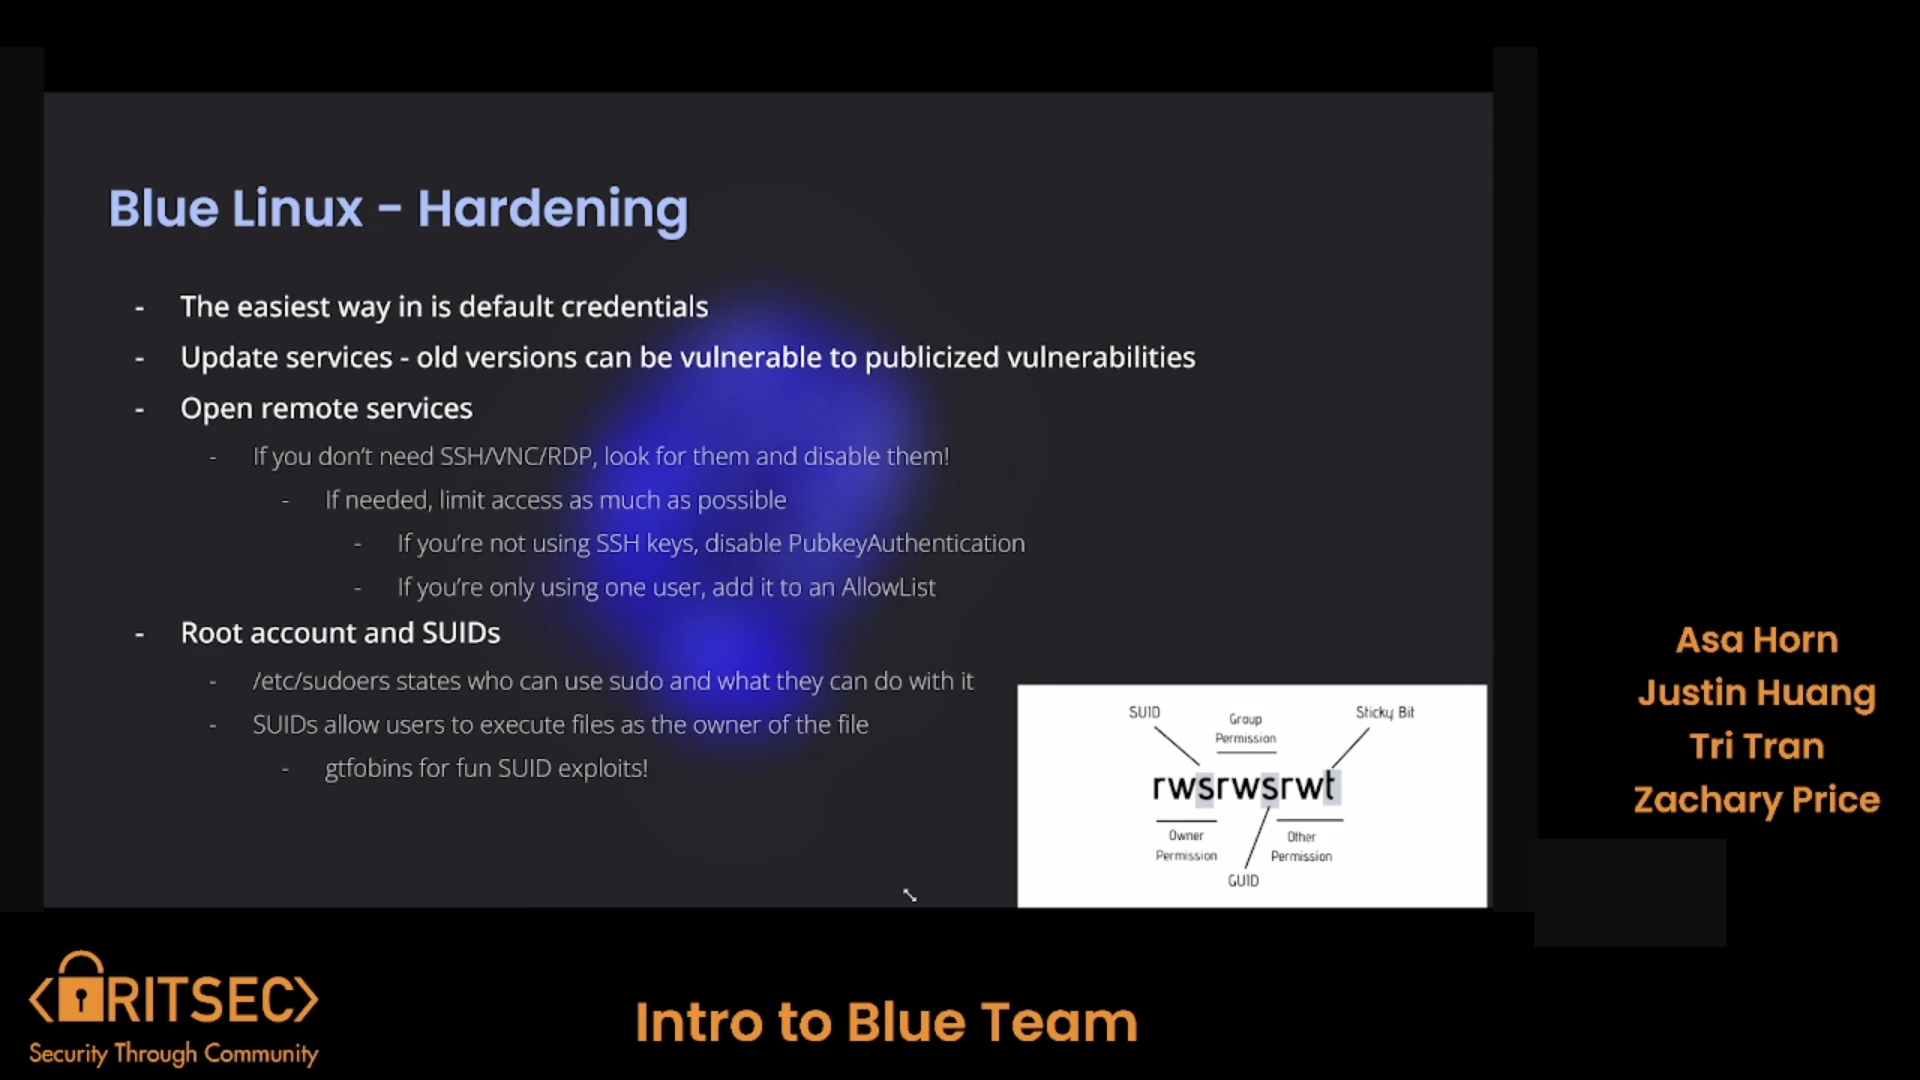 Blue Linux - Hardening
- The easiest way in is default credentials
- Update services - old versions can be vulnerable to publicized vulnerabilities
- Open remote services
- If you don't need SSH/VNC/RDP, look for them and disable them!
- If needed, limit access as much as possible
- If you're not using SSH keys, disable PubkeyAuthentication
- If you're only using one user, add it to an AllowList
- Root account and SUIDs
- /etc/sudoers states who can use sudo and what they can do with it
- SUIDs allow users to execute files as the owner of the file
- gtfobins for fun SUID exploits!
SUID
Group
Permission
Sticky Bit
rwsrwsrwt
Owner
Permission
Other
Permission
GUID
Asa Horn
Justin Huang
Tri Tran
Zachary Price
<RITSEC>
Security Through Community
Intro to Blue Team